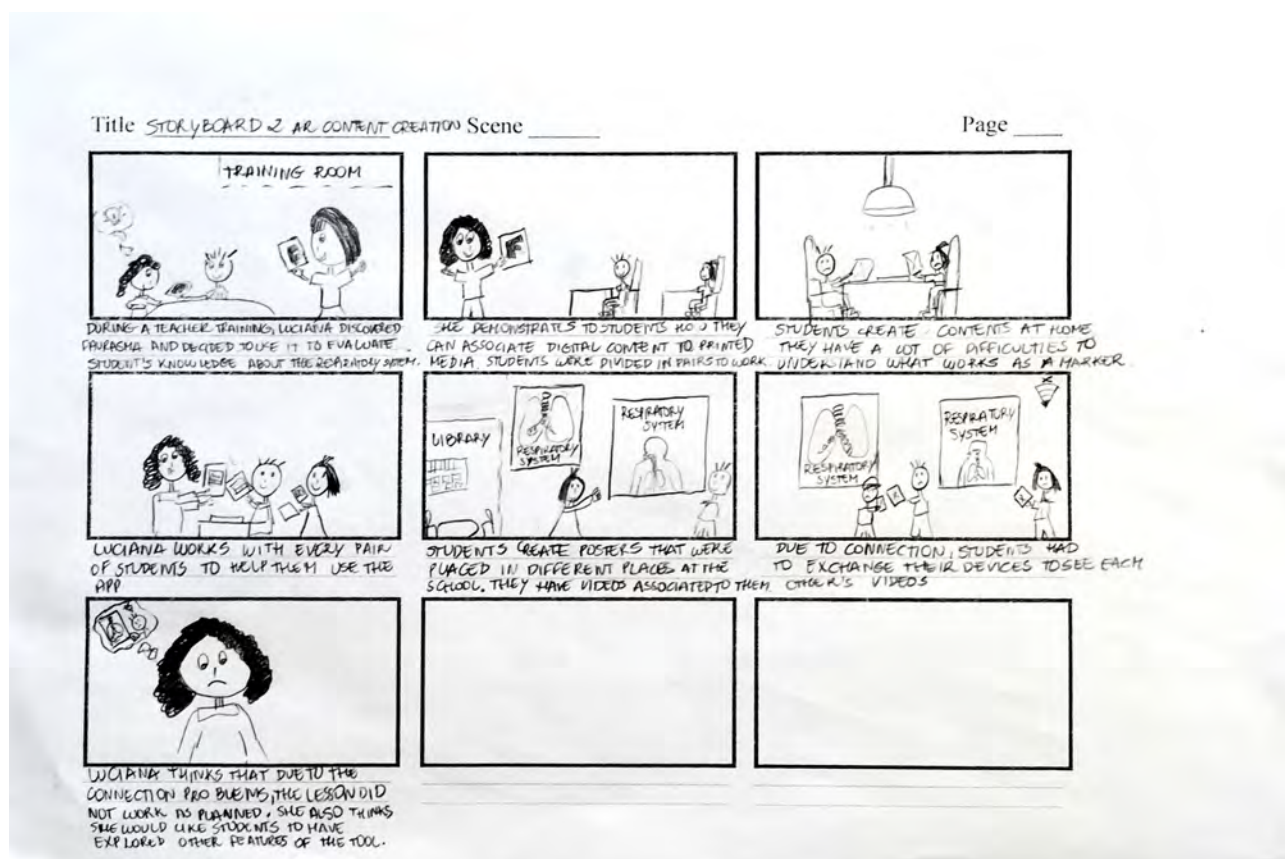 Title STORYBOARD 2 AR CONTENT CREATION Scene Page
TRAINING ROOM
DURING A TEACHER TRAINING, LUCIANA DISCOVERED
AND DECIDED TO USE IT TO EVALUATE
STUDENT'S KNOWLEDGE ABOUT THE SYTEM.
F
SHE DEMONSTRATES TO STUDENTS HOW THEY
CAN ASSOCIATE DIGITAL CONTENT TO PRINTED
MEDIA. STUDENTS WERE DIVIDED IN PAIRS TO WORK
STUDENTS CREATE CONTENTS AT HOME
THEY HAVE A LOT OF DIFFICULTIES TO
UNDERSTAND WHAT WORKS AS A MARKER
LUCIANA WORKS WITH EVERY PAIR
OF STUDENTS TO HELP THEM USE THE
APP
LIBRARY
RESPIRATORY
SYSTEM
RESPIRATORY
SYTEM
STUDENTS CREATE POSTERS THAT WERE
PLACED IN DIFFERENT PLACES AT THE
SCHOOL. THEY HAVE VIDEOS ASSOCIATED TO THEM
RESPIRATORY
SYSTEM
RESPIRATORY
SYSTEM
DUE TO CONNECTION, STUDENTS HAD
TO EXCHANGE THEIR DEVICES TO SEE EACH
OTHER'S VIDEOS
LUCIANA THINKS THAT DUE TO THE
CONNECTION PROBLEMS, THE LESSON DID
NOT WORK AS PLANNED. SHE ALSO THINKS
SHE WOULD LIKE STUDENTS TO HAVE
EXPLORED OTHER FEATURES OF THE TOOL.